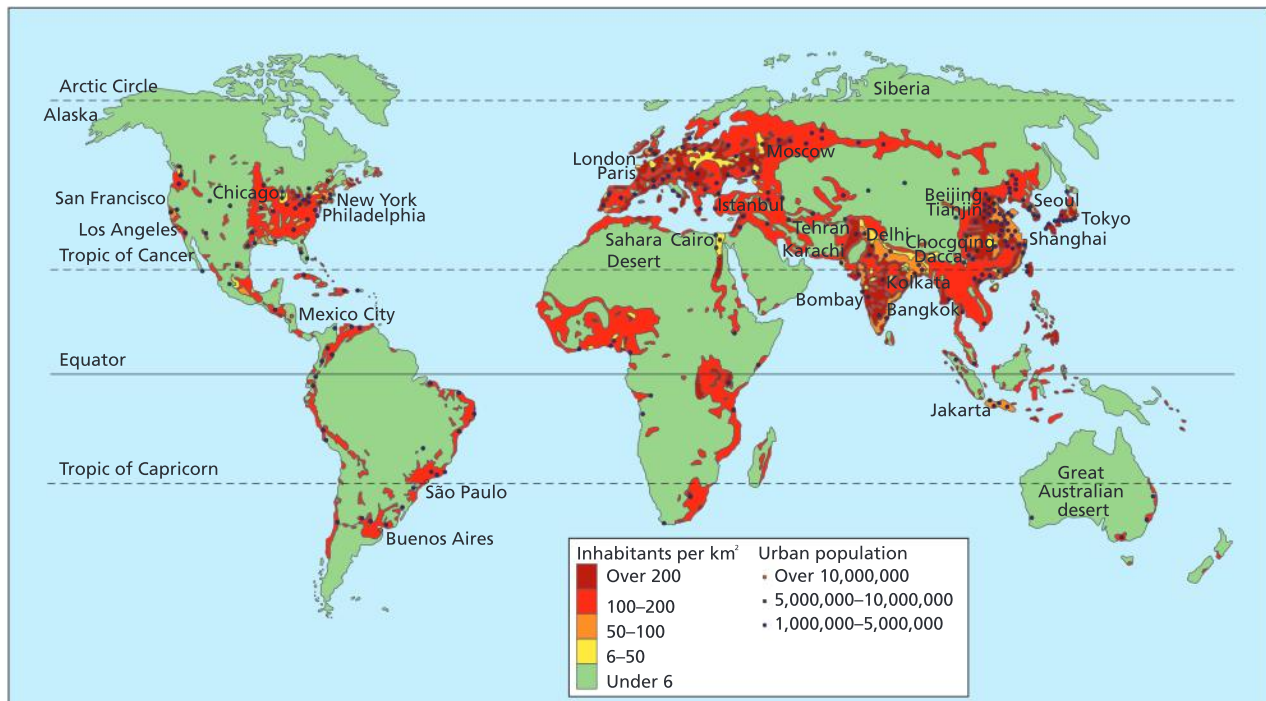 Arctic Circle
Alaska
Siberia
London
Paris
Moscow
San Francisco
Chicago
New York
Philadelphia
Los Angeles
Istanbul
Beijing
Tianjin
Seoul
Tokyo
Tehran
Delhi
Chocgqing
Shanghai
Sahara
Desert
Cairo
Karachi
Dacca
Tropic of Cancer
Kolkata
Bombay
Bangkok
Mexico City
Equator
Jakarta
Tropic of Capricorn
São Paulo
Great
Australian
desert
Buenos Aires
Inhabitants per km²
Over 200
100–200
50–100
6–50
Under 6
Urban population
Over 10,000,000
5,000,000–10,000,000
1,000,000–5,000,000